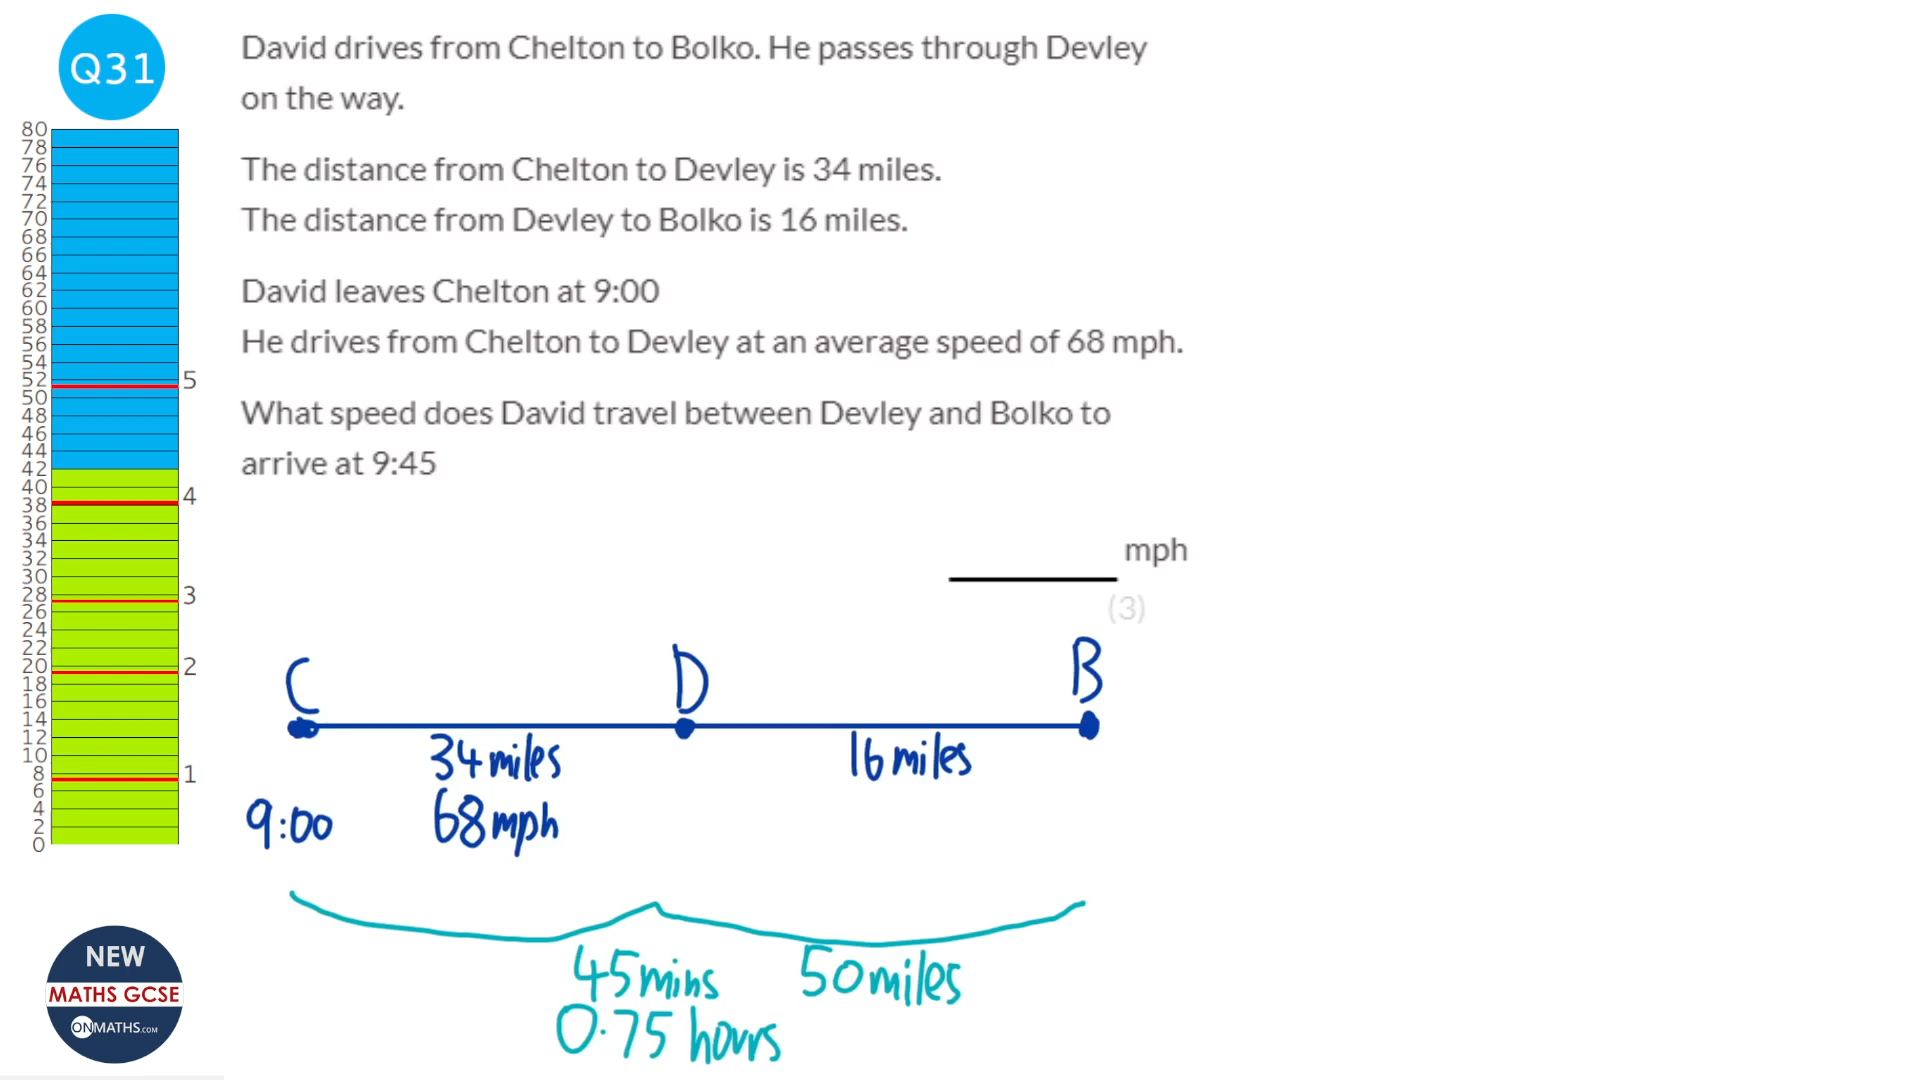 Q31
David drives from Chelton to Bolko. He passes through Devley
on the way.
The distance from Chelton to Devley is 34 miles.
The distance from Devley to Bolko is 16 miles.
David leaves Chelton at 9:00
He drives from Chelton to Devley at an average speed of 68 mph.
What speed does David travel between Devley and Bolko to
arrive at 9:45
mph
(3)
80
78
76
74
72
70
68
66
64
62
60
58
56
54
52
50
48
46
44
42
40
38
36
34
32
30
28
26
24
22
20
18
16
14
12
10
8
6
4
2
0
5
4
3
2
1
C D B
34 miles 16 miles
9:00 68 mph
45 mins 50 miles
0.75 hours
NEW
MATHS GCSE
ONMATHS.COM